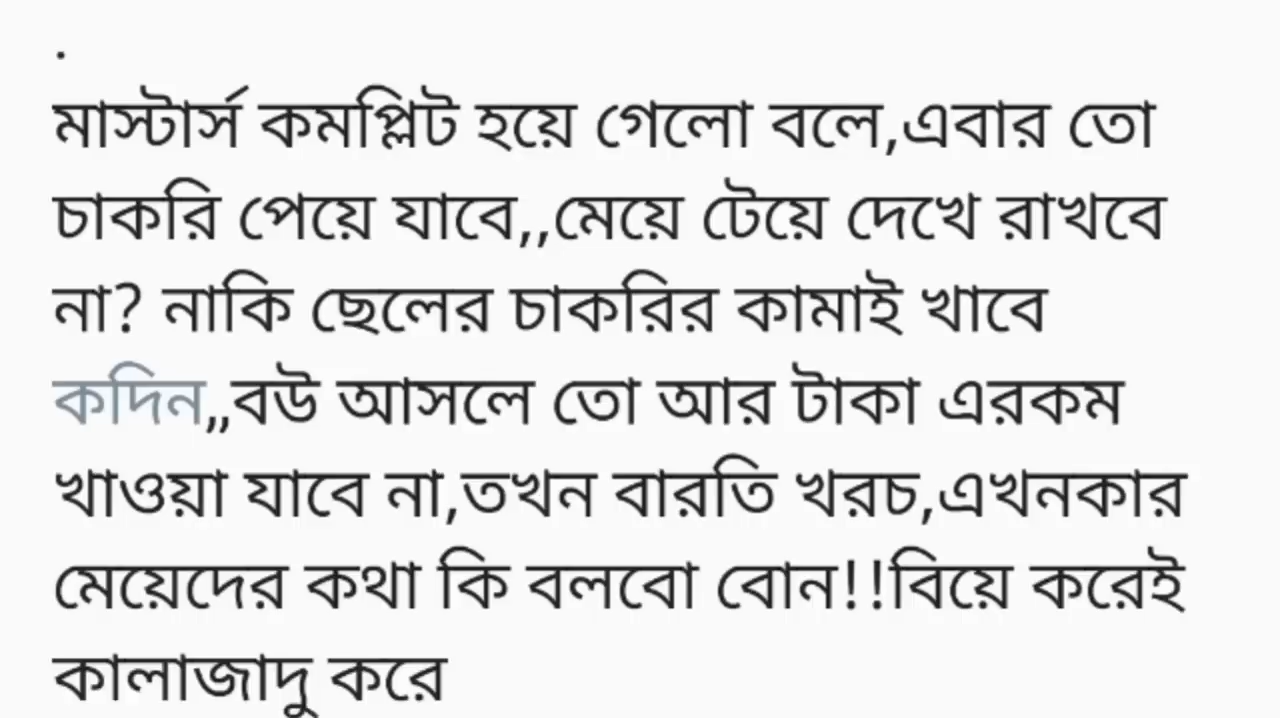 .
মাস্টার্স কমপ্লিট হয়ে গেলো বলে,এবার তো
চাকরি পেয়ে যাবে,,মেয়ে টেয়ে দেখে রাখবে
না? নাকি ছেলের চাকরির কামাই খাবে
কদিন,,বউ আসলে তো আর টাকা এরকম
খাওয়া যাবে না,তখন বারতি খরচ,এখনকার
মেয়েদের কথা কি বলবো বোন!!বিয়ে করেই
কালাজাদু করে